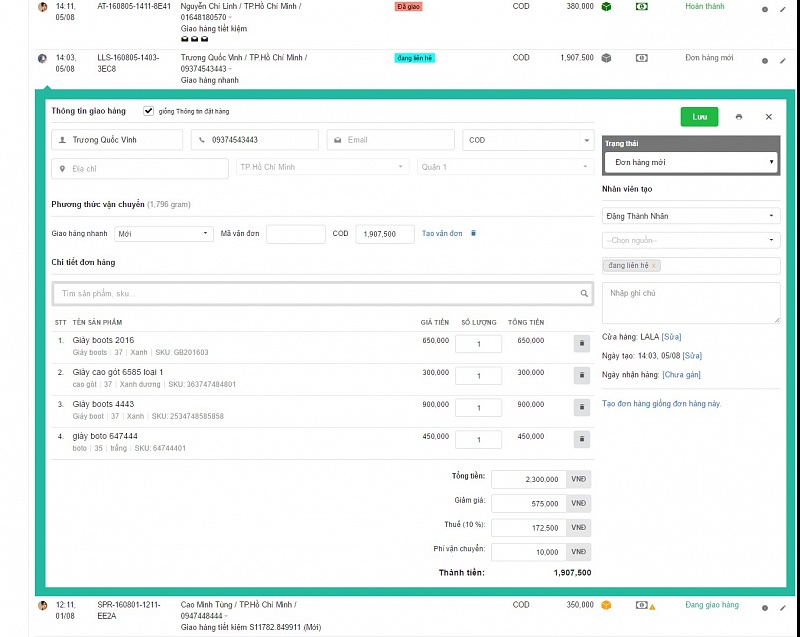 14:11, AT-160805-1411-8E41 Nguyễn Chí Linh / TP.Hồ Chí Minh / Đã giao COD 380,000 Hoàn thành
05/08 01648180570 -
Giao hàng tiết kiệm
14:03, LLS-160805-1403- Trương Quốc Vinh / TP.Hồ Chí Minh / đang liên hệ COD 1,907,500 Đơn hàng mới
05/08 3EC8 09374543443 -
Giao hàng nhanh
Thông tin giao hàng giống Thông tin đặt hàng Lưu
Trương Quốc Vinh 09374543443 Email COD
Trạng thái
Đơn hàng mới
Địa chỉ TP.Hồ Chí Minh Quận 1
Nhân viên tạo
Phương thức vận chuyển (1,796 gram)
Đặng Thành Nhân
Giao hàng nhanh Mới Mã vận đơn COD 1,907,500 Tạo vận đơn
--Chọn nguồn--
Chi tiết đơn hàng
đang liên hệ x
Tìm sản phẩm, sku...
Nhập ghi chú
STT TÊN SẢN PHẨM GIÁ TIỀN SỐ LƯỢNG TỔNG TIỀN
1. Giày boots 2016 650,000 1 650,000
Giày boots | 37 | Xanh | SKU: GB201603
Cửa hàng: LALA [Sửa]
Ngày tạo: 14:03, 05/08 [Sửa]
2. Giày cao gót 6585 loại 1 300,000 1 300,000
cao gót | 37 | Xanh dương | SKU: 363747484801
Ngày nhận hàng: [Chưa gán]
3. Giày boots 4443 900,000 1 900,000
Giày boot | 37 | Xanh | SKU: 2534748585858
Tạo đơn hàng giống đơn hàng này.
4. giày boto 647444 450,000 1 450,000
boto | 35 | trắng | SKU: 64744401
Tổng tiền: 2,300,000 VNĐ
Giảm giá: 575,000 VNĐ
Thuế (10 %): 172,500 VNĐ
Phí vận chuyển: 10,000 VNĐ
Thành tiền: 1,907,500
12:11, SPR-160801-1211- Cao Minh Tùng / TP.Hồ Chí Minh / COD 350,000 Đang giao hàng
01/08 EE2A 0947448444 -
Giao hàng tiết kiệm S11782.849911 (Mới)